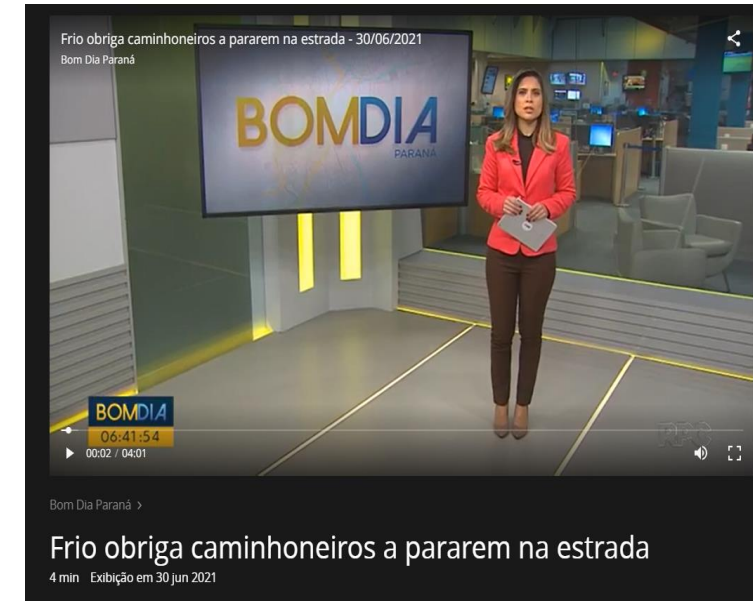 Frio obriga caminhoneiros a pararem na estrada - 30/06/2021
Bom Dia Paraná
BOMDIA
PARANÁ
BOMDIA
06:41:54
RPC
00:02 / 04:01
Bom Dia Paraná >
Frio obriga caminhoneiros a pararem na estrada
4 min Exibição em 30 jun 2021